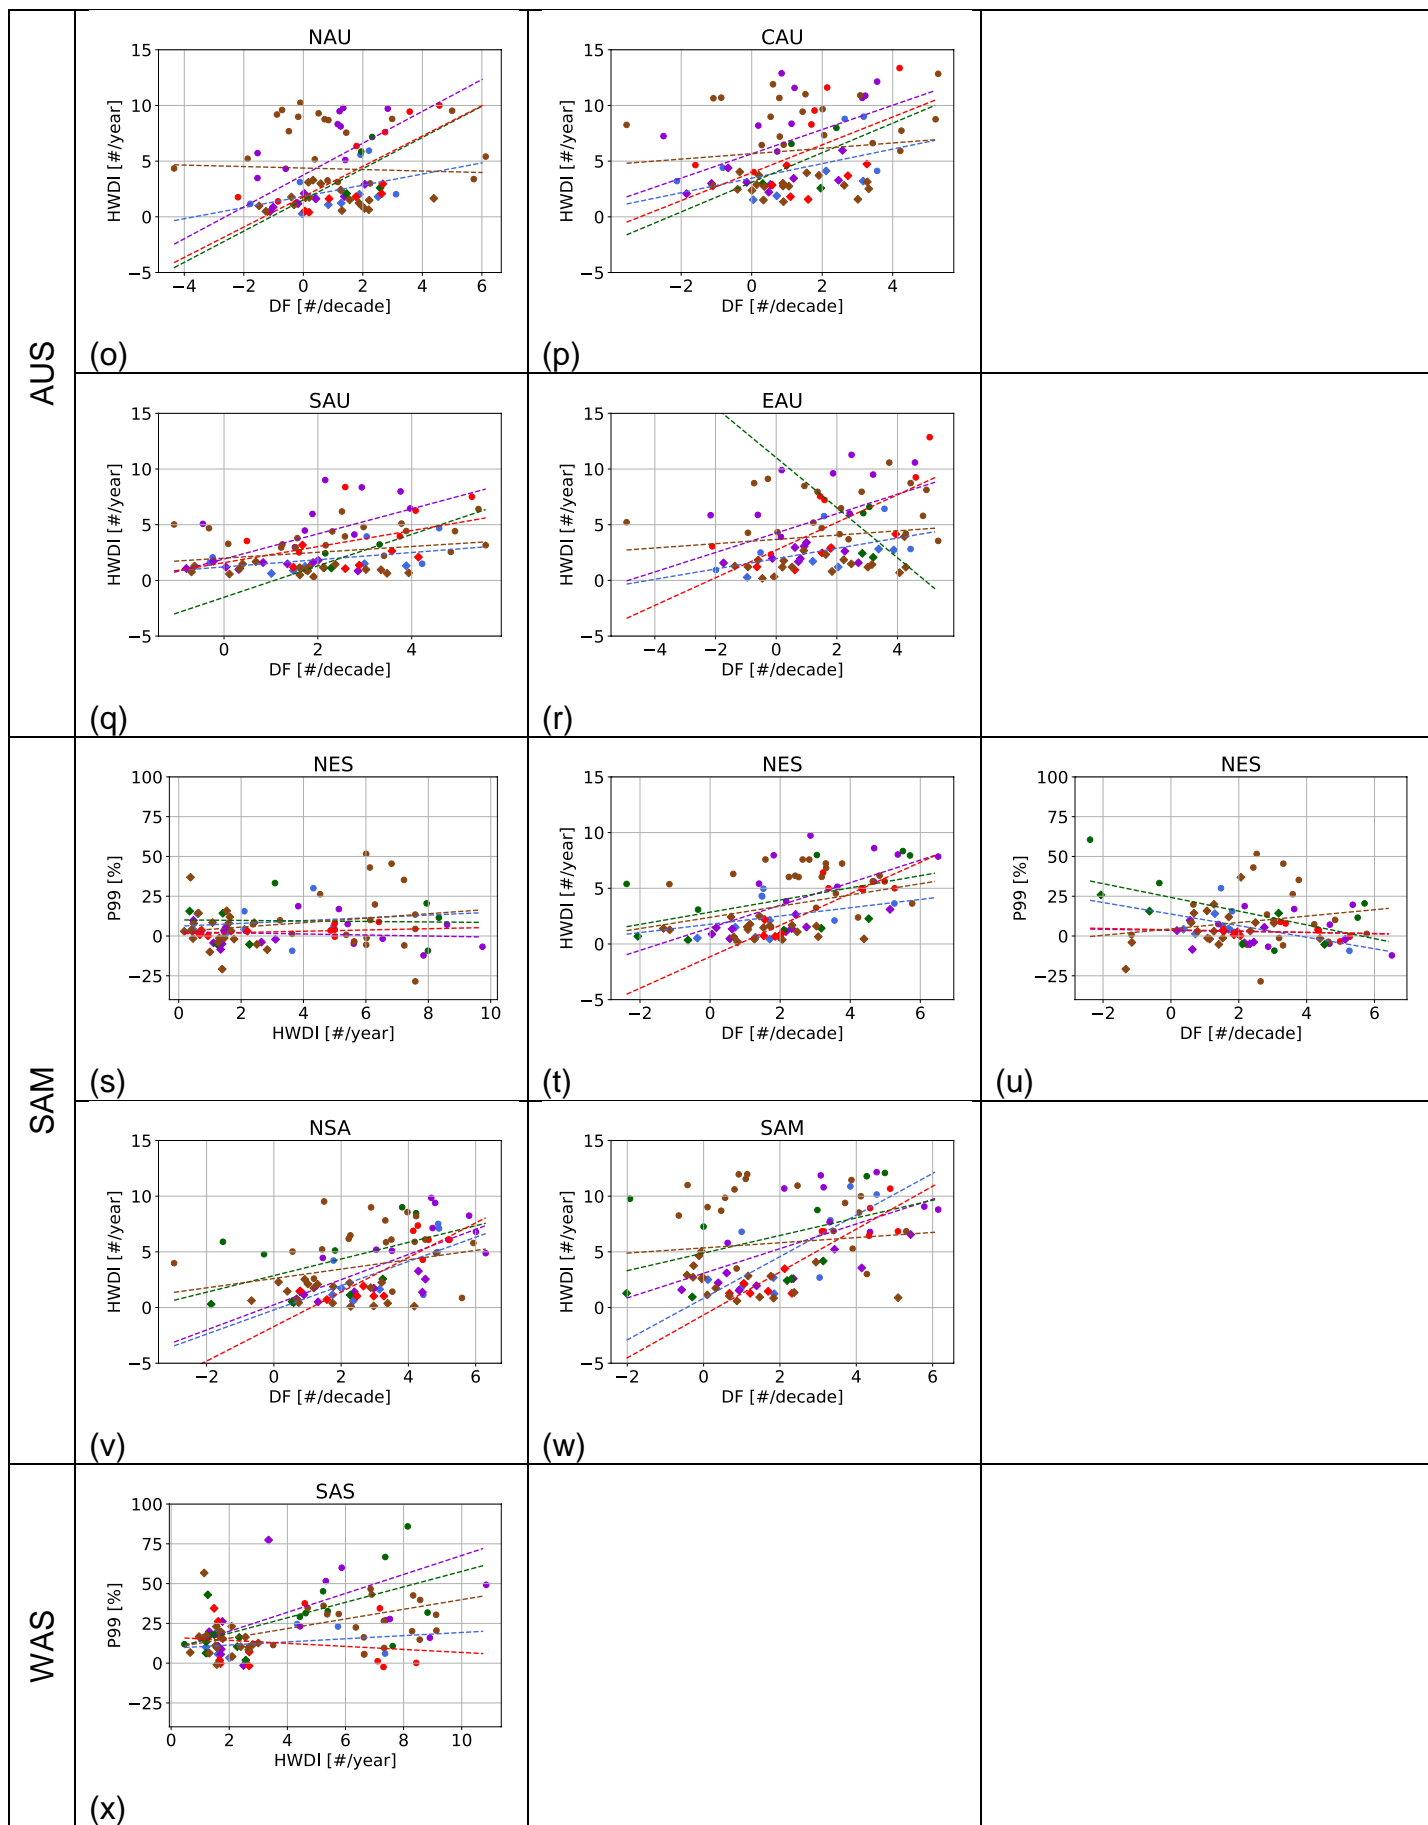 AUS
NAU
15
10
5
0
−5
HWDI [#/year]
−4 −2 0 2 4 6
DF [#/decade]
(o)
CAU
15
10
5
0
−5
HWDI [#/year]
−2 0 2 4
DF [#/decade]
(p)
SAU
15
10
5
0
−5
HWDI [#/year]
0 2 4
DF [#/decade]
(q)
EAU
15
10
5
0
−5
HWDI [#/year]
−4 −2 0 2 4
DF [#/decade]
(r)
SAM
NES
100
75
50
25
0
−25
P99 [%]
0 2 4 6 8 10
HWDI [#/year]
(s)
NES
15
10
5
0
−5
HWDI [#/year]
−2 0 2 4 6
DF [#/decade]
(t)
NES
100
75
50
25
0
−25
P99 [%]
−2 0 2 4 6
DF [#/decade]
(u)
NSA
15
10
5
0
−5
HWDI [#/year]
−2 0 2 4 6
DF [#/decade]
(v)
SAM
15
10
5
0
−5
HWDI [#/year]
−2 0 2 4 6
DF [#/decade]
(w)
WAS
SAS
100
75
50
25
0
−25
P99 [%]
0 2 4 6 8 10
HWDI [#/year]
(x)